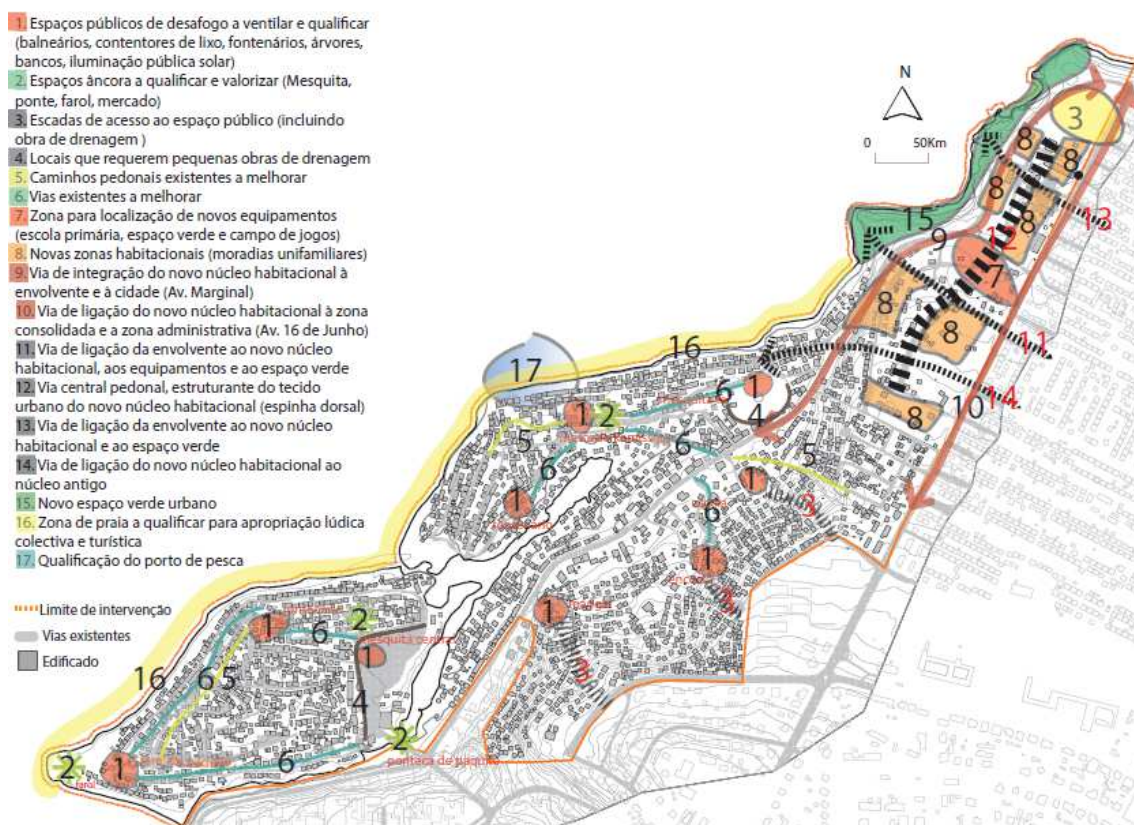 1. Espaços públicos de desafogo a ventilar e qualificar
(balneários, contentores de lixo, fontenários, árvores,
bancos, iluminação pública solar)
2. Espaços âncora a qualificar e valorizar (Mesquita,
ponte, farol, mercado)
3. Escadas de acesso ao espaço público (incluindo
obra de drenagem )
4. Locais que requerem pequenas obras de drenagem
5. Caminhos pedonais existentes a melhorar
6. Vias existentes a melhorar
7. Zona para localização de novos equipamentos
(escola primária, espaço verde e campo de jogos)
8. Novas zonas habitacionais (moradias unifamiliares)
9. Via de integração do novo núcleo habitacional à
envolvente e à cidade (Av. Marginal)
10. Via de ligação do novo núcleo habitacional à zona
consolidada e a zona administrativa (Av. 16 de Junho)
11. Via de ligação da envolvente ao novo núcleo
habitacional, aos equipamentos e ao espaço verde
12. Via central pedonal, estruturante do tecido
urbano do novo núcleo habitacional (espinha dorsal)
13. Via de ligação da envolvente ao novo núcleo
habitacional e ao espaço verde
14. Via de ligação do novo núcleo habitacional ao
núcleo antigo
15. Novo espaço verde urbano
16. Zona de praia a qualificar para apropriação lúdica
colectiva e turística
17. Qualificação do porto de pesca
Limite de intervenção
Vias existentes
Edificado
N
0 50Km
3
8
8
8
8
15
13
9
12
7
8
8
11
16
17
6
1
14
10
8
1
2
4
5
6
5
6
1
3
1
6
1
3
1
3
2
1
6
mesquita central
1
16
6
5
4
2
6
2
farol
1